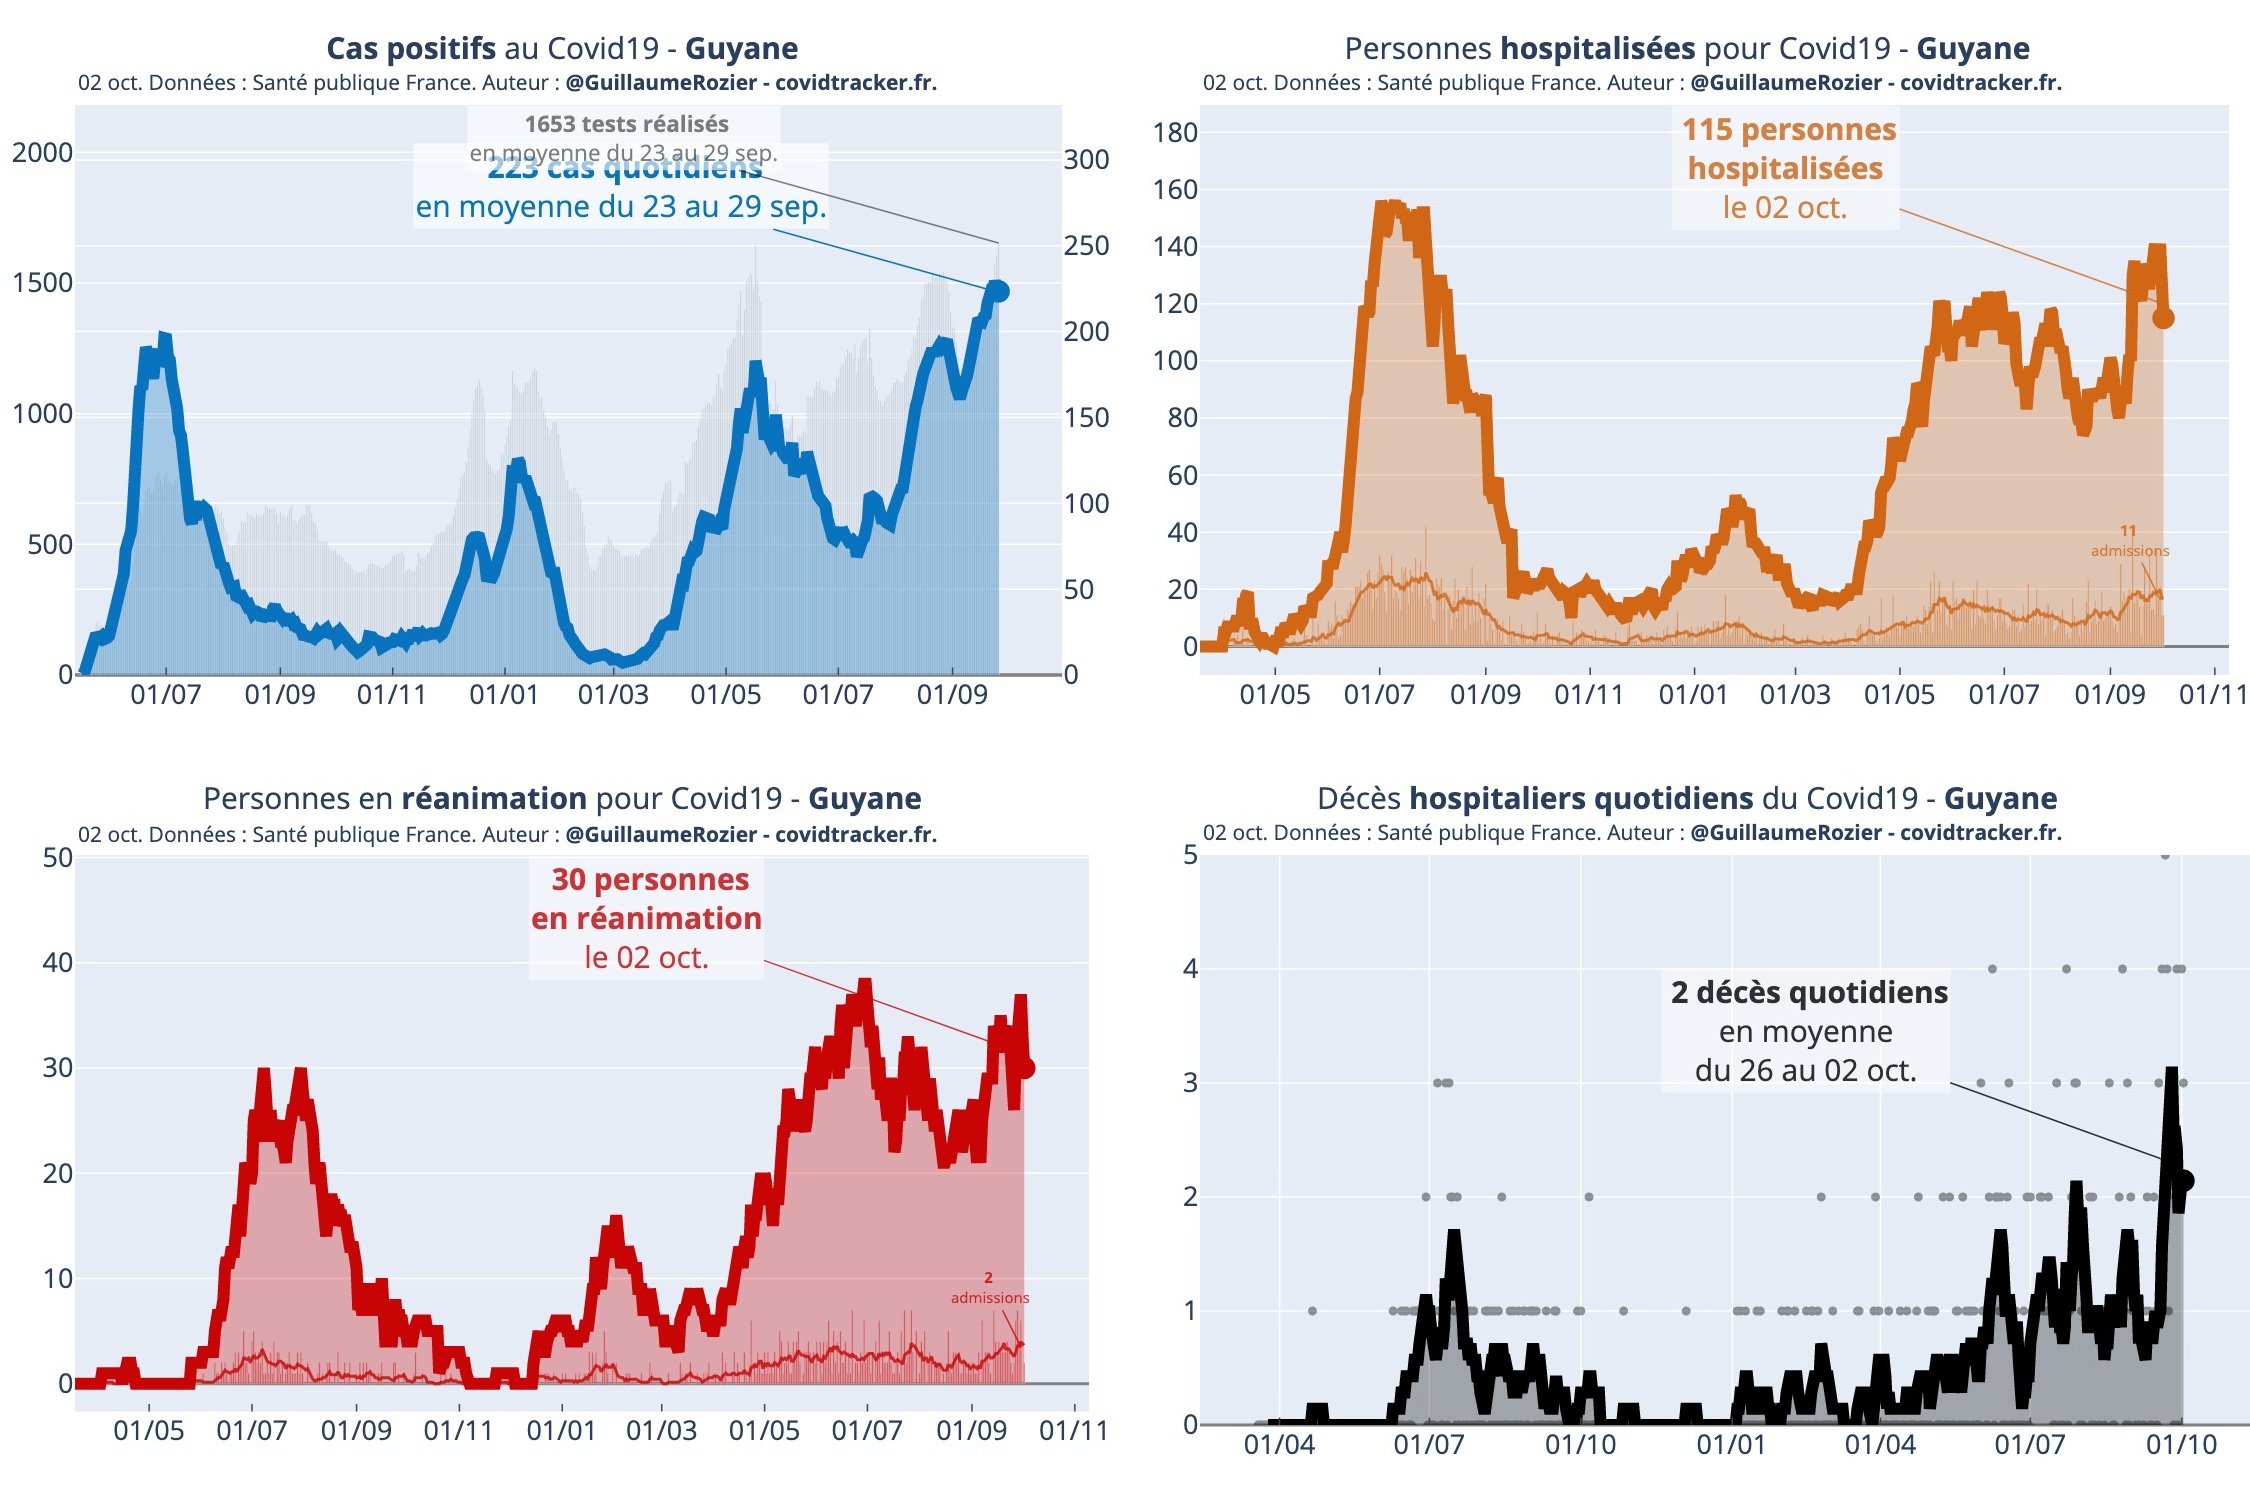 Cas positifs au Covid19 - Guyane
02 oct. Données : Santé publique France. Auteur : @GuillaumeRozier - covidtracker.fr.
1653 tests réalisés
en moyenne du 23 au 29 sep.
223 cas quotidiens
en moyenne du 23 au 29 sep.
2000
1500
1000
500
0
300
250
200
150
100
50
0
01/07 01/09 01/11 01/01 01/03 01/05 01/07 01/09
Personnes hospitalisées pour Covid19 - Guyane
02 oct. Données : Santé publique France. Auteur : @GuillaumeRozier - covidtracker.fr.
115 personnes
hospitalisées
le 02 oct.
180
160
140
120
100
80
60
40
20
0
11
admissions
01/05 01/07 01/09 01/11 01/01 01/03 01/05 01/07 01/09 01/11
Personnes en réanimation pour Covid19 - Guyane
02 oct. Données : Santé publique France. Auteur : @GuillaumeRozier - covidtracker.fr.
30 personnes
en réanimation
le 02 oct.
50
40
30
20
10
0
2
admissions
01/05 01/07 01/09 01/11 01/01 01/03 01/05 01/07 01/09 01/11
Décès hospitaliers quotidiens du Covid19 - Guyane
02 oct. Données : Santé publique France. Auteur : @GuillaumeRozier - covidtracker.fr.
2 décès quotidiens
en moyenne
du 26 au 02 oct.
5
4
3
2
1
0
01/04 01/07 01/10 01/01 01/04 01/07 01/10